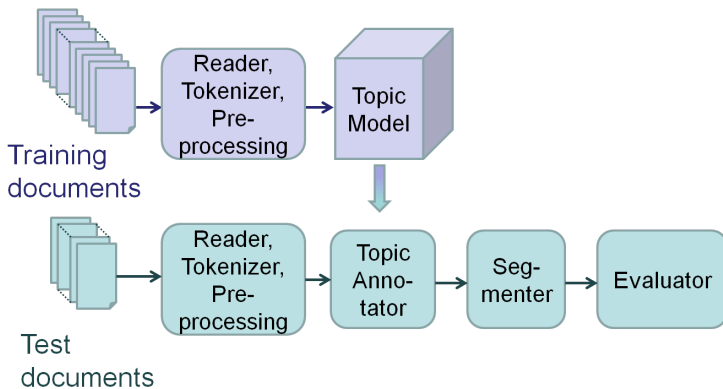 Reader,
Tokenizer,
Pre-
processing
Topic
Model
Training
documents
Reader,
Tokenizer,
Pre-
processing
Topic
Anno-
tator
Seg-
menter
Evaluator
Test
documents